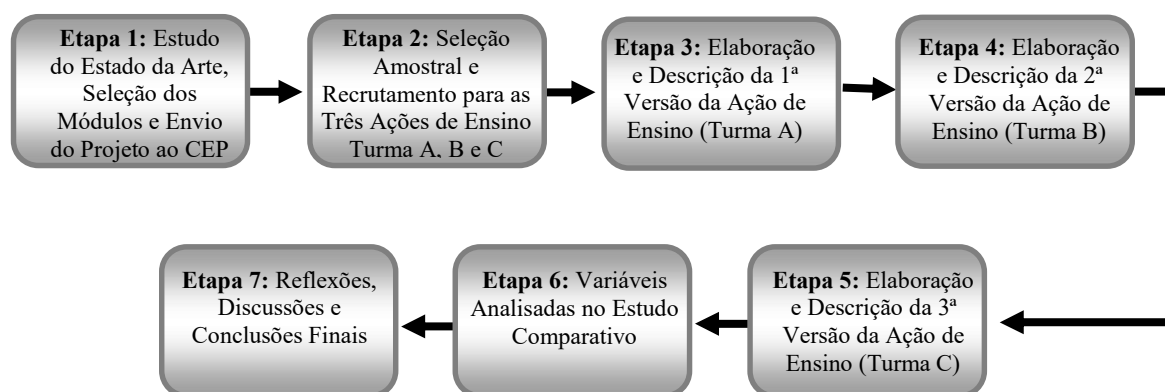 Etapa 1: Estudo
do Estado da Arte,
Seleção dos
Módulos e Envio
do Projeto ao CEP
Etapa 2: Seleção
Amostral e
Recrutamento para as
Três Ações de Ensino
Turma A, B e C
Etapa 3: Elaboração
e Descrição da 1ª
Versão da Ação de
Ensino (Turma A)
Etapa 4: Elaboração
e Descrição da 2ª
Versão da Ação de
Ensino (Turma B)
Etapa 5: Elaboração
e Descrição da 3ª
Versão da Ação de
Ensino (Turma C)
Etapa 6: Variáveis
Analisadas no Estudo
Comparativo
Etapa 7: Reflexões,
Discussões e
Conclusões Finais